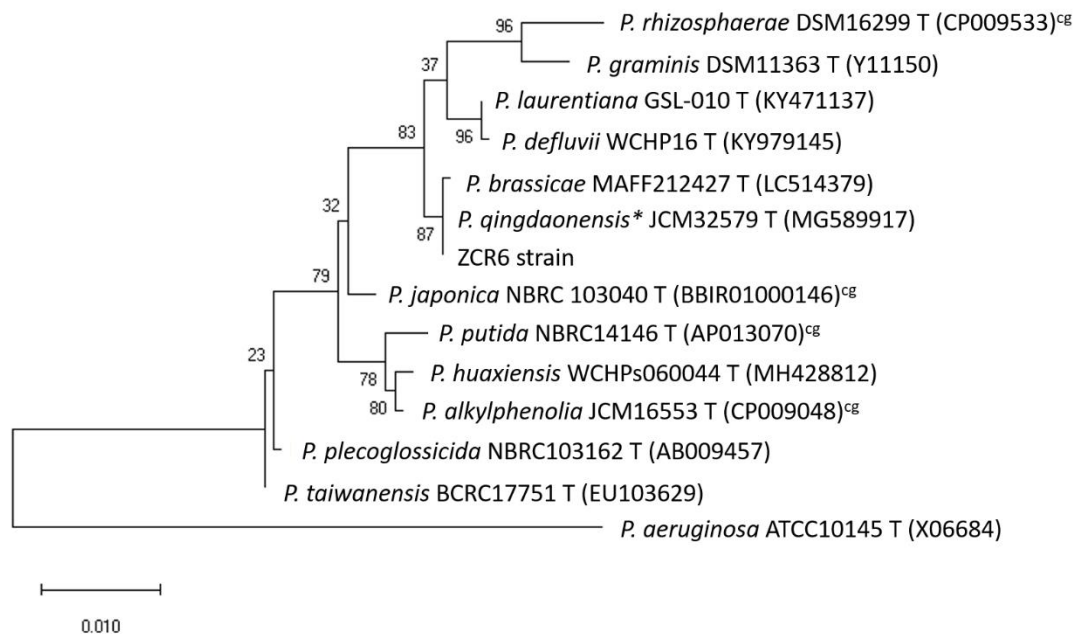 96
P. rhizosphaerae DSM16299 T (CP009533)cg
P. graminis DSM11363 T (Y11150)
37
P. laurentiana GSL-010 T (KY471137)
83
96
P. defluvii WCHP16 T (KY979145)
P. brassicae MAFF212427 T (LC514379)
32
P. qingdaonensis* JCM32579 T (MG589917)
87
ZCR6 strain
79
P. japonica NBRC 103040 T (BBIR01000146)cg
P. putida NBRC14146 T (AP013070)cg
23
78
P. huaxiensis WCHPs060044 T (MH428812)
80
P. alkylphenolia JCM16553 T (CP009048)cg
P. plecoglossicida NBRC103162 T (AB009457)
P. taiwanensis BCRC17751 T (EU103629)
P. aeruginosa ATCC10145 T (X06684)
0.010